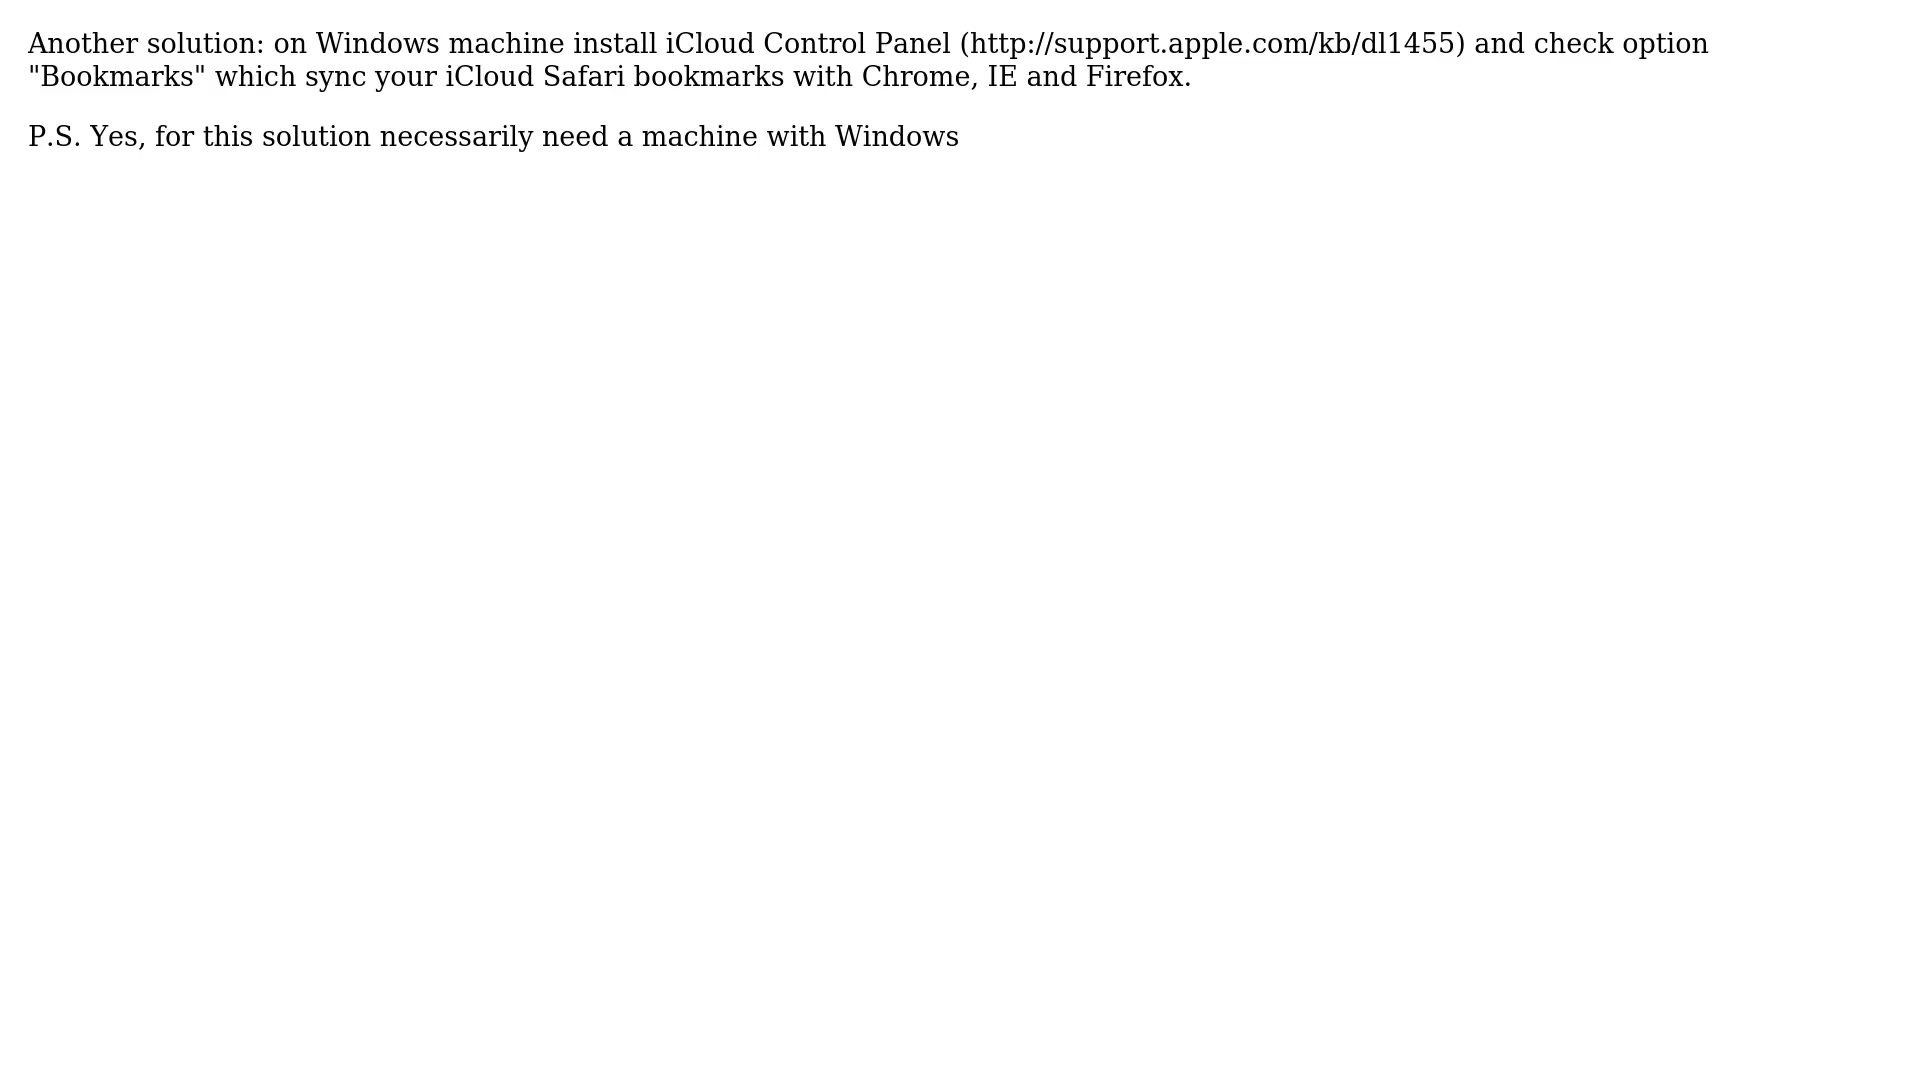 Another solution: on Windows machine install iCloud Control Panel (http://support.apple.com/kb/dl1455) and check option
"Bookmarks" which sync your iCloud Safari bookmarks with Chrome, IE and Firefox.
P.S. Yes, for this solution necessarily need a machine with Windows